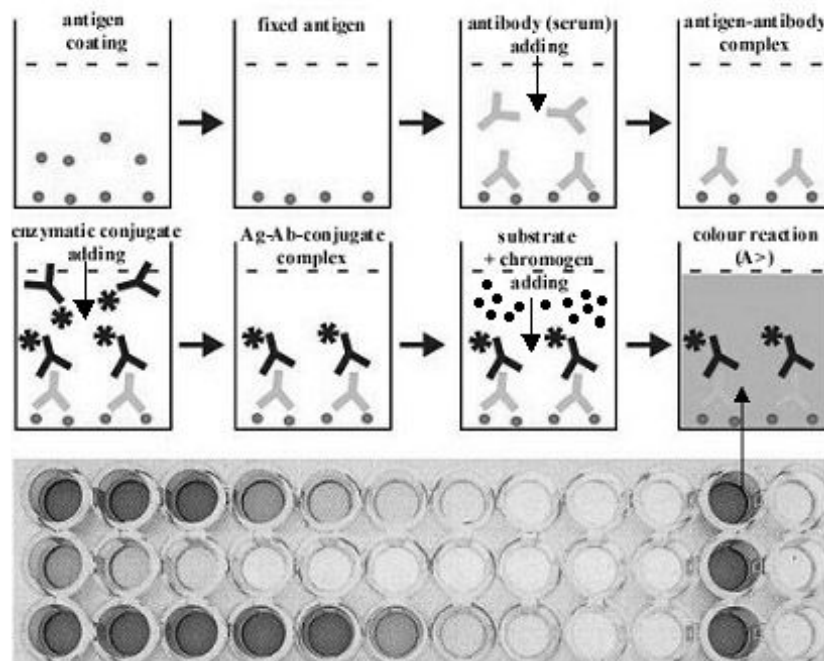 antigen
coating
fixed antigen
antibody (serum)
adding
antigen-antibody
complex
enzymatic conjugate
adding
Ag-Ab-conjugate
complex
substrate
+ chromogen
adding
colour reaction
(A>)